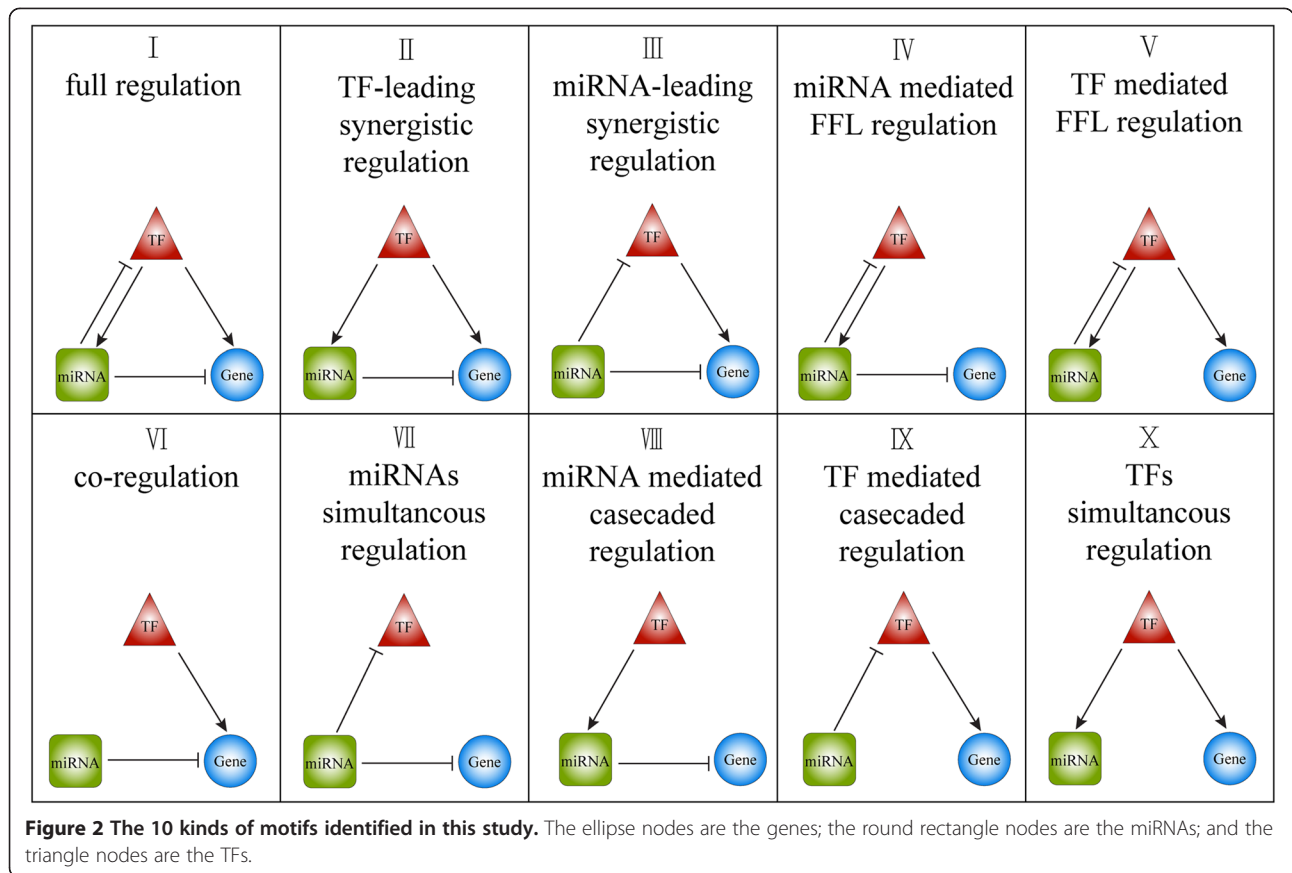 Ⅰ
full regulation
TF
miRNA
Gene
Ⅱ
TF-leading
synergistic
regulation
TF
miRNA
Gene
Ⅲ
miRNA-leading
synergistic
regulation
TF
miRNA
Gene
Ⅳ
miRNA mediated
FFL regulation
TF
miRNA
Gene
Ⅴ
TF mediated
FFL regulation
TF
miRNA
Gene
Ⅵ
co-regulation
TF
miRNA
Gene
Ⅶ
miRNAs
simultancous
regulation
TF
miRNA
Gene
Ⅷ
miRNA mediated
casecaded
regulation
TF
miRNA
Gene
Ⅸ
TF mediated
casecaded
regulation
TF
miRNA
Gene
Ⅹ
TFs
simultancous
regulation
TF
miRNA
Gene
Figure 2 The 10 kinds of motifs identified in this study. The ellipse nodes are the genes; the round rectangle nodes are the miRNAs; and the
triangle nodes are the TFs.